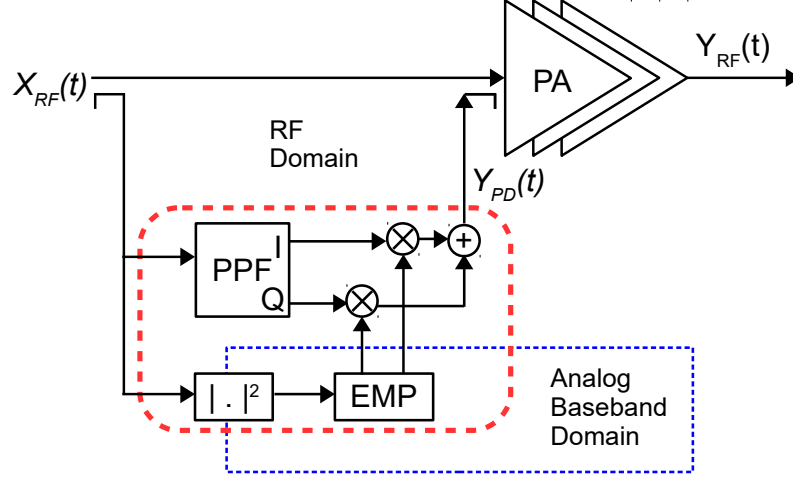 X_RF(t)
PA
Y_RF(t)
RF
Domain
Y_PD(t)
PPF
I
Q
×
×
+
| . |²
EMP
Analog
Baseband
Domain